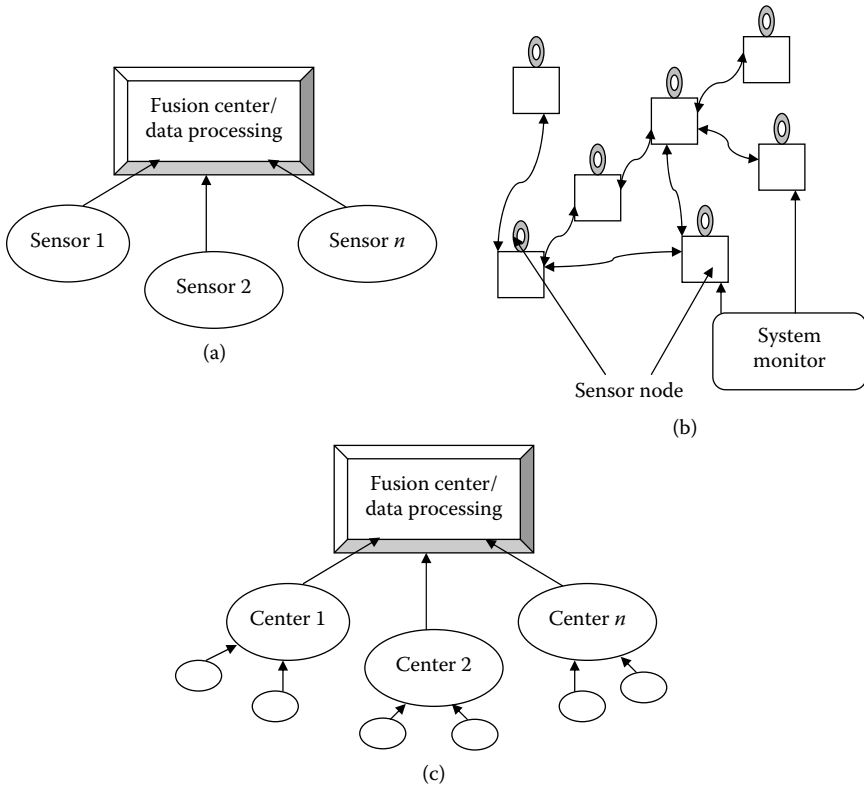 Fusion center/
data processing
Sensor 1
Sensor 2
Sensor n
(a)
System
monitor
Sensor node
(b)
Fusion center/
data processing
Center 1
Center 2
Center n
(c)